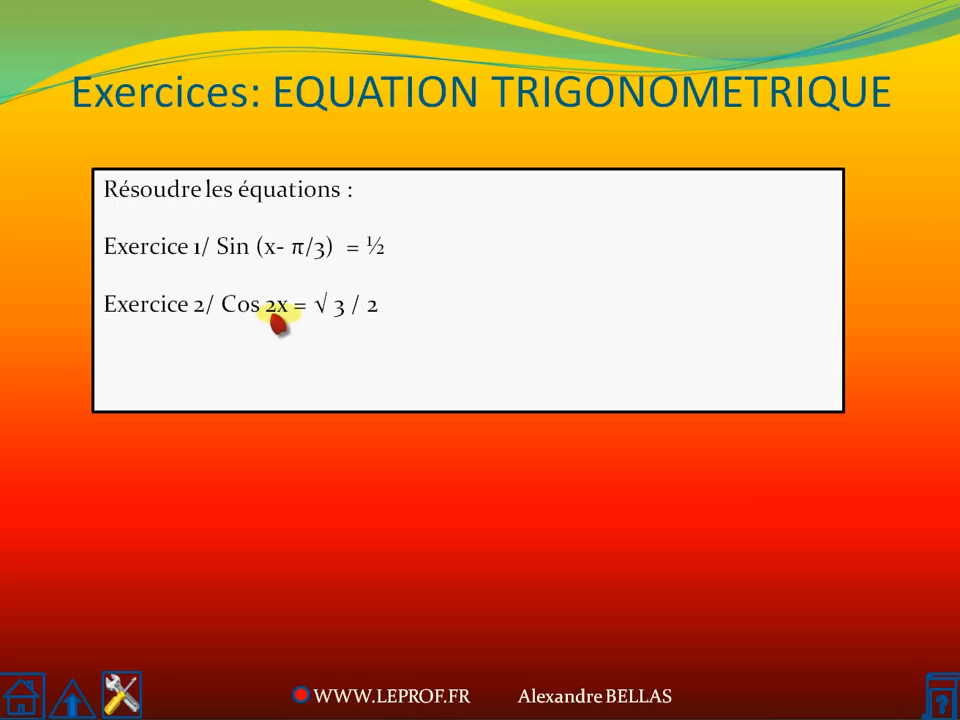 Exercices: EQUATION TRIGONOMETRIQUE
Résoudre les équations :
Exercice 1/ Sin (x- π/3) = ½
Exercice 2/ Cos 2x = √ 3 / 2
WWW.LEPROF.FR Alexandre BELLAS
?